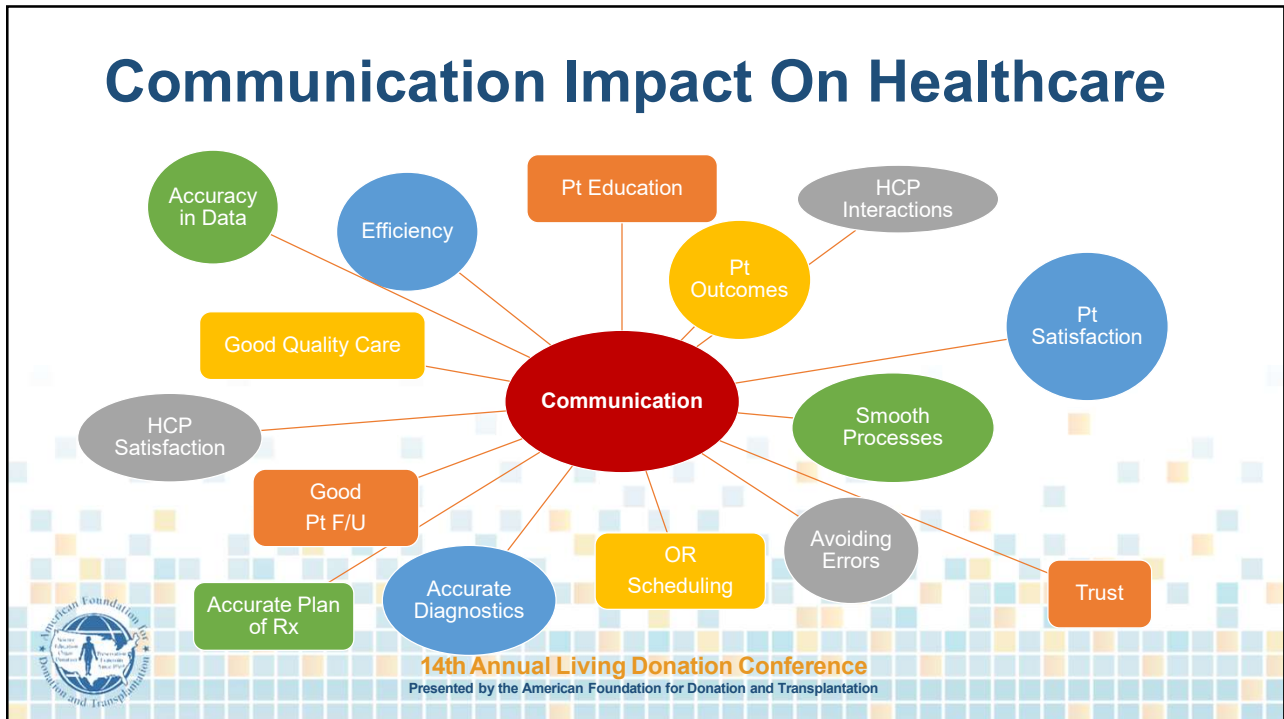 Communication Impact On Healthcare
Accuracy
in Data
Efficiency
Pt Education
HCP
Interactions
Pt
Outcomes
Pt
Satisfaction
Good Quality Care
Communication
Smooth
Processes
HCP
Satisfaction
Good
Pt F/U
Avoiding
Errors
OR
Scheduling
Accurate
Diagnostics
Accurate Plan
of Rx
Trust
American Foundation for
Donation and Transplantation
14th Annual Living Donation Conference
Presented by the American Foundation for Donation and Transplantation